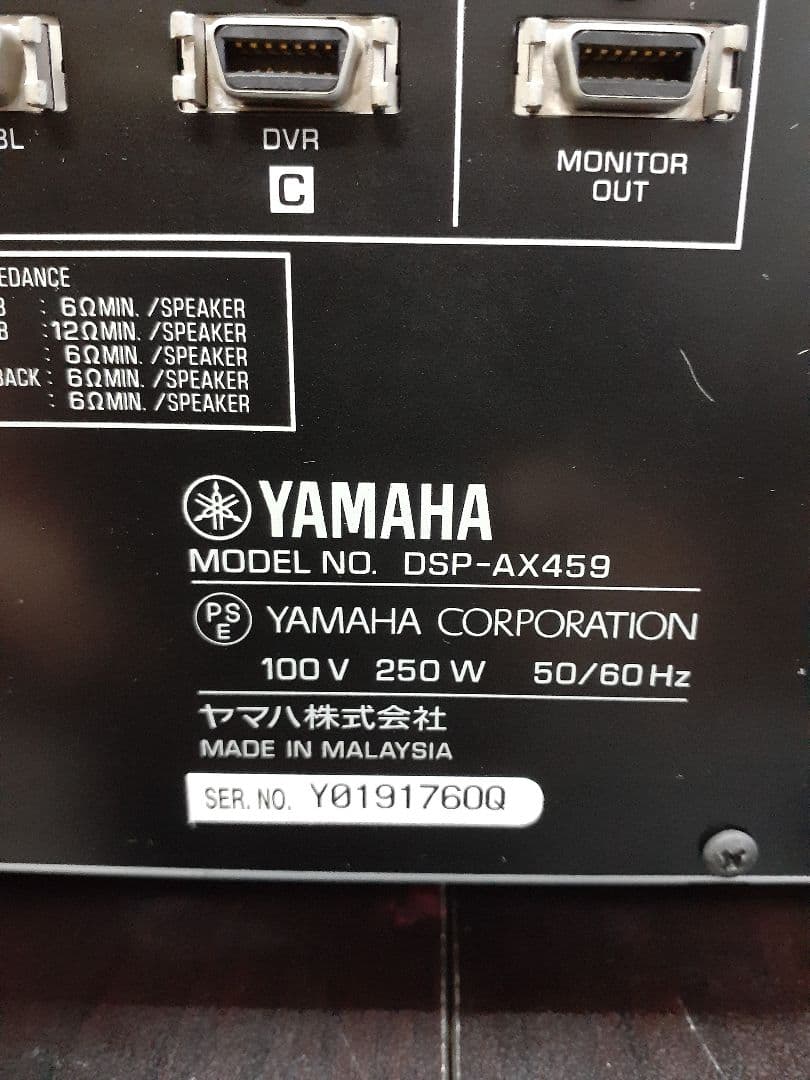 BL
DVR
C
MONITOR
OUT
EDANCE
B : 6ΩMIN. /SPEAKER
B :12ΩMIN. /SPEAKER
: 6ΩMIN. /SPEAKER
BACK : 6ΩMIN. /SPEAKER
: 6ΩMIN. /SPEAKER
YAMAHA
MODEL NO. DSP-AX459
PS
E
YAMAHA CORPORATION
100 V 250 W 50/60 Hz
ヤマハ株式会社
MADE IN MALAYSIA
SER. NO. Y0191760Q